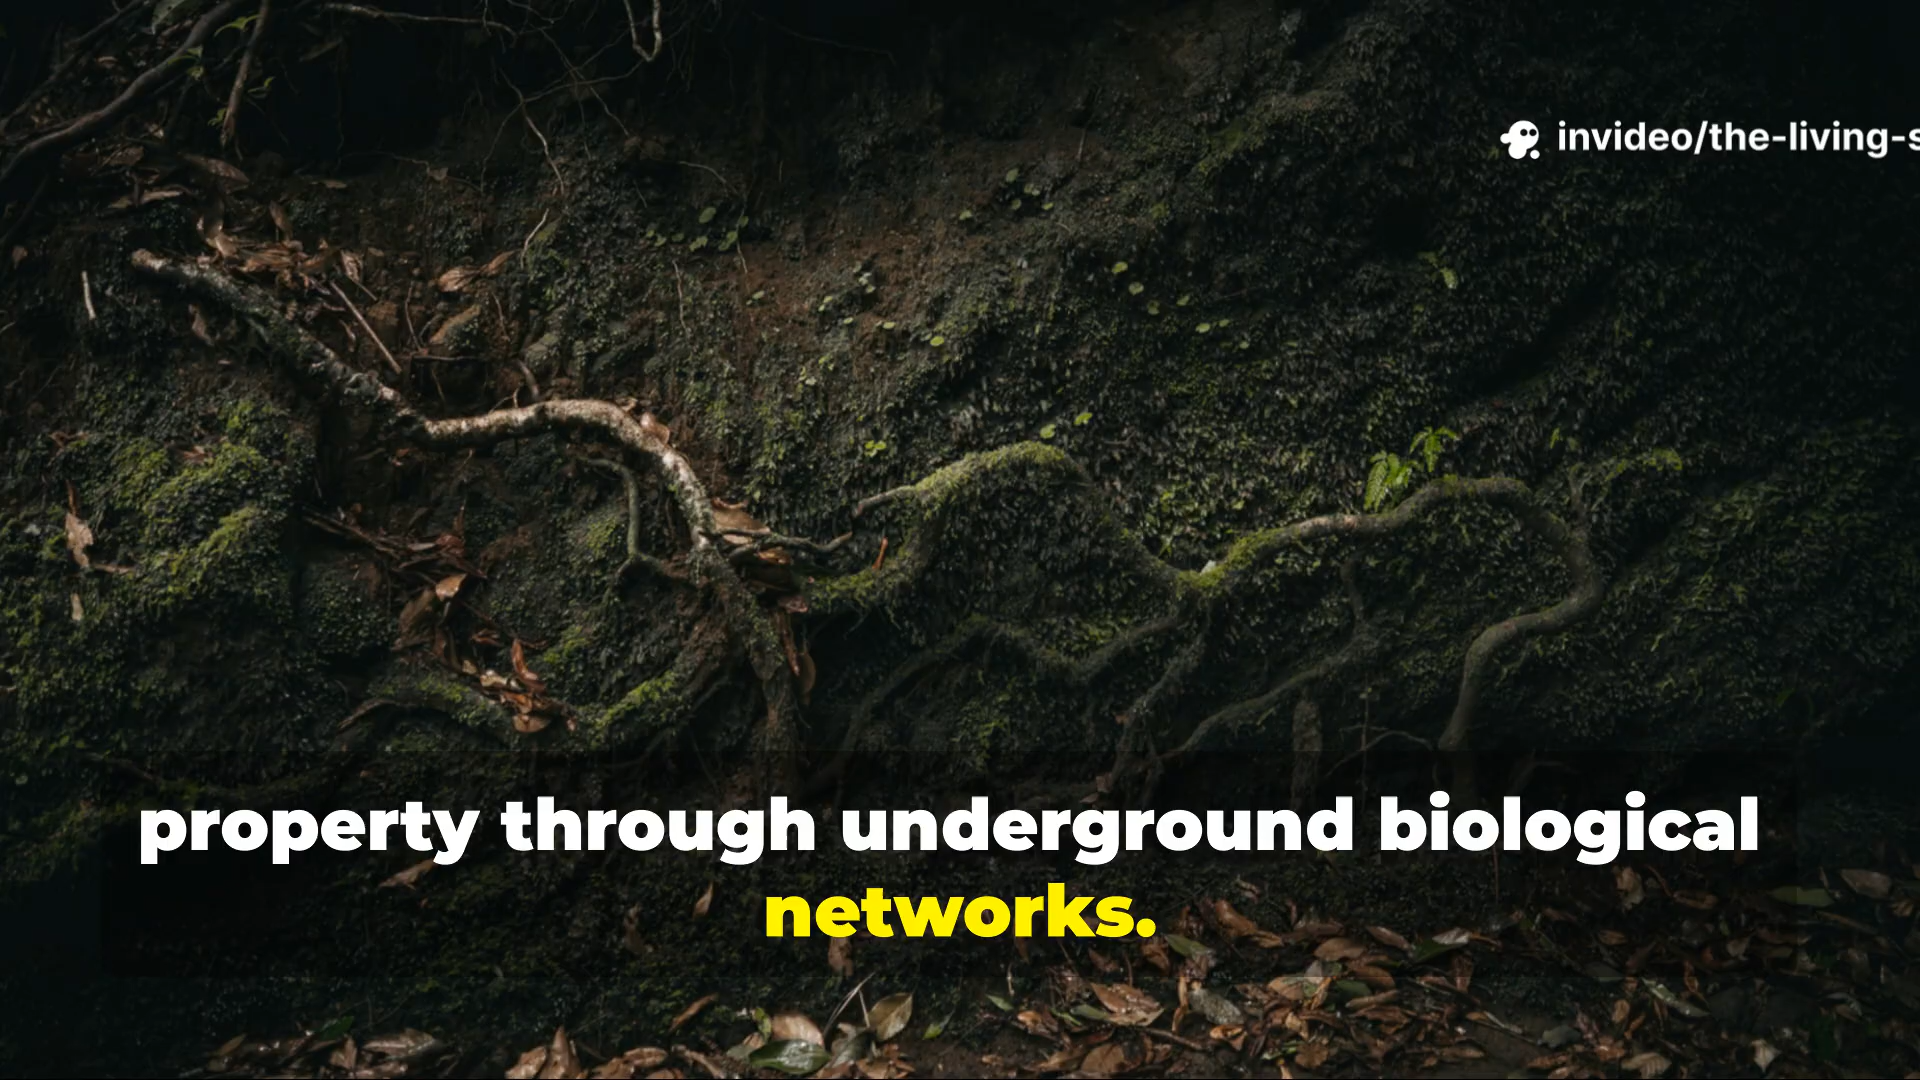 invideo/the-living-s
property through underground biological
networks.